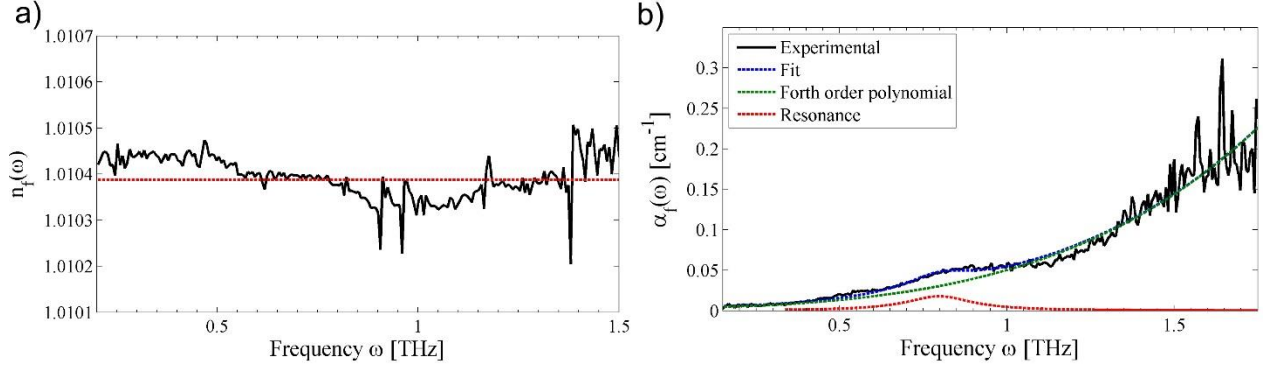 a)
n_f(ω)
1.0107
1.0106
1.0105
1.0104
1.0103
1.0102
1.0101
0.5
1
1.5
Frequency ω [THz]
b)
α_f(ω) [cm⁻¹]
0.3
0.25
0.2
0.15
0.1
0.05
0
Experimental
Fit
Forth order polynomial
Resonance
0.5
1
1.5
Frequency ω [THz]